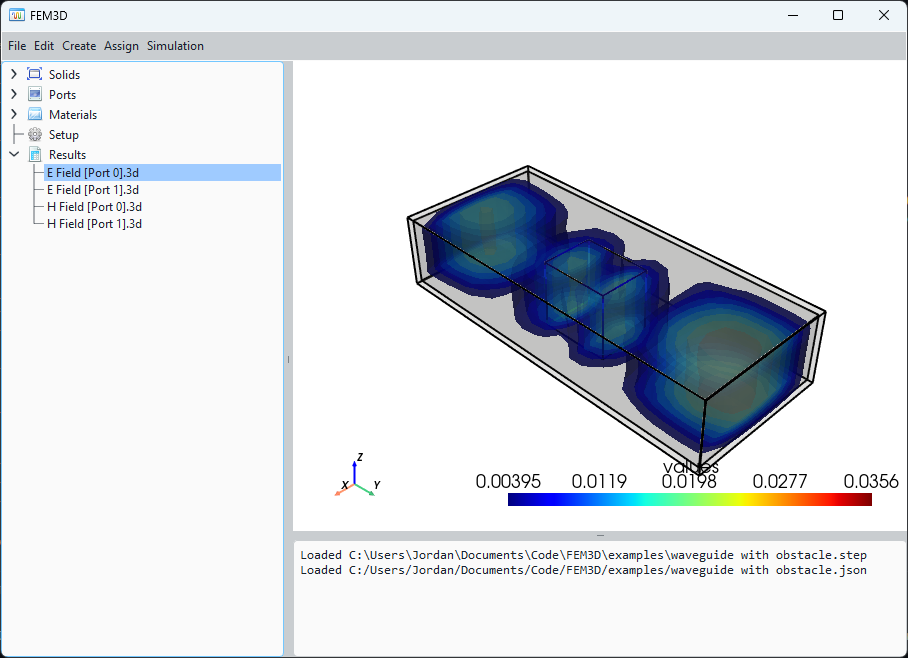 FEM3D
File Edit Create Assign Simulation
Solids
Ports
Materials
Setup
Results
E Field [Port 0].3d
E Field [Port 1].3d
H Field [Port 0].3d
H Field [Port 1].3d
Z
X Y
values
0.00395 0.0119 0.0198 0.0277 0.0356
Loaded C:\Users\Jordan\Documents\Code\FEM3D\examples\waveguide with obstacle.step
Loaded C:/Users/Jordan/Documents/Code/FEM3D/examples/waveguide with obstacle.json